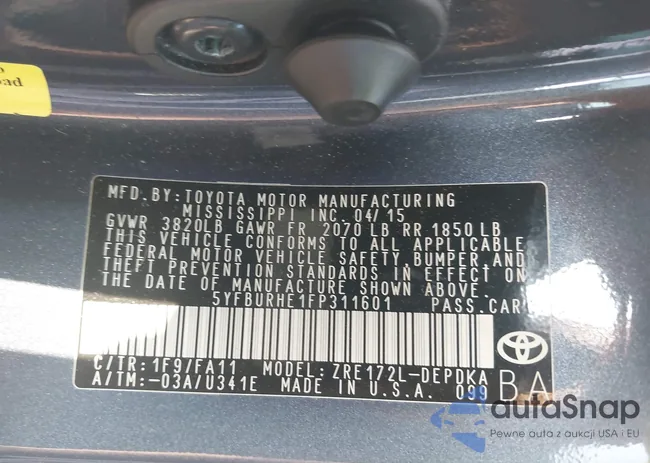 MFD. BY: TOYOTA MOTOR MANUFACTURING
MISSISSIPPI INC. 04/15
GVWR 3820LB GAWR FR 2070 LB RR 1850 LB
THIS VEHICLE CONFORMS TO ALL APPLICABLE
FEDERAL MOTOR VEHICLE SAFETY, BUMPER, AND
THEFT PREVENTION STANDARDS IN EFFECT ON
THE DATE OF MANUFACTURE SHOWN ABOVE.
5YFBURHE1FP311601 PASS. CAR
C/TR: 1F9/FA11 MODEL: ZRE172L-DEPDKA
A/TM: -03A/U341E MADE IN U.S.A. 099
BA
autaSnap
Pewne auta z aukcji USA i EU